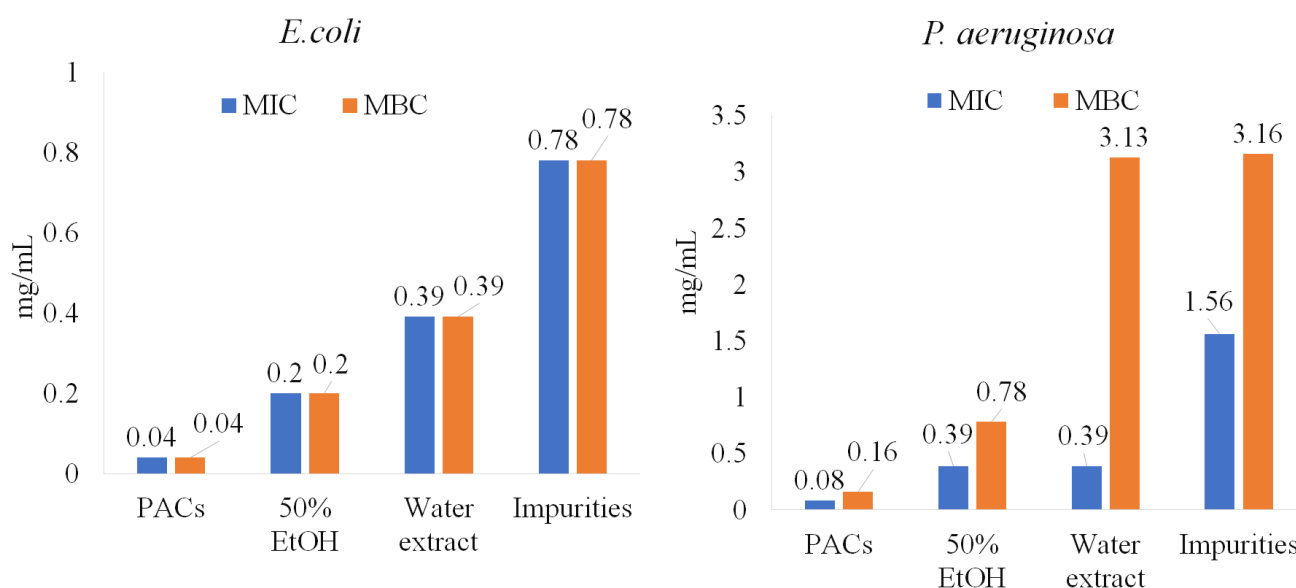 E.coli
MIC MBC
mg/mL
1
0.8
0.6
0.4
0.2
0
0.04 0.04
0.2 0.2
0.39 0.39
0.78 0.78
PACs
50%
EtOH
Water
extract
Impurities
P. aeruginosa
MIC MBC
mg/mL
3.5
3
2.5
2
1.5
1
0.5
0
0.08 0.16
0.39 0.78
0.39 3.13
1.56 3.16
PACs
50%
EtOH
Water
extract
Impurities